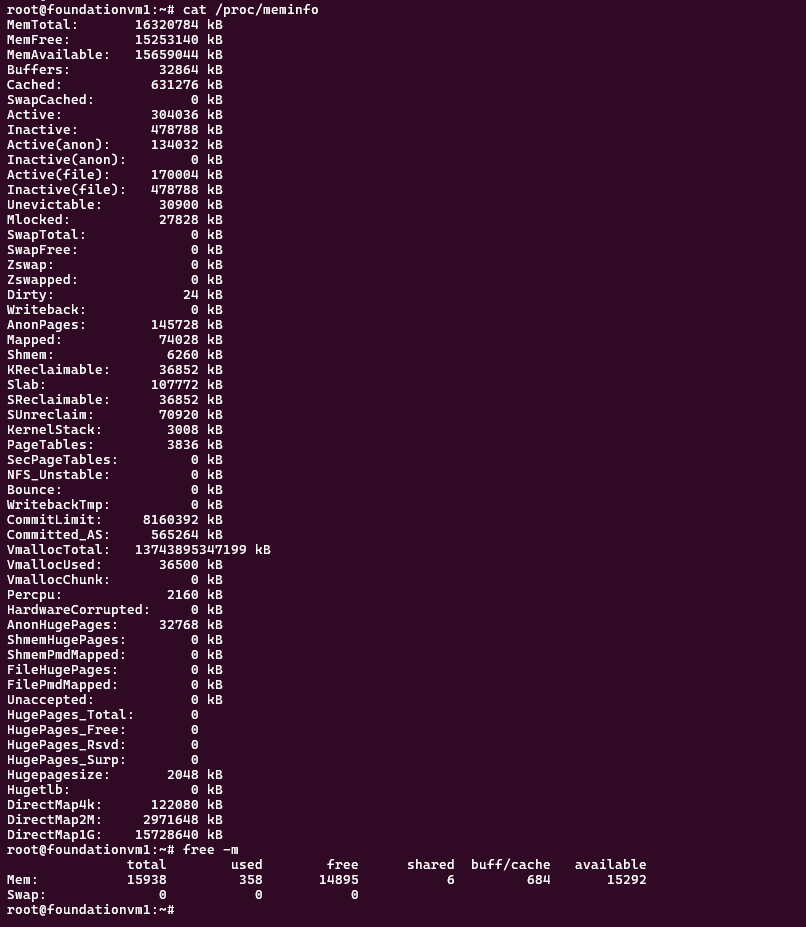 root@foundationvm1:~# cat /proc/meminfo
MemTotal:       16320784 kB
MemFree:        15253140 kB
MemAvailable:   15659044 kB
Buffers:           32864 kB
Cached:           631276 kB
SwapCached:            0 kB
Active:           304036 kB
Inactive:         478788 kB
Active(anon):     134032 kB
Inactive(anon):        0 kB
Active(file):     170004 kB
Inactive(file):   478788 kB
Unevictable:       30900 kB
Mlocked:           27828 kB
SwapTotal:             0 kB
SwapFree:              0 kB
Zswap:                 0 kB
Zswapped:              0 kB
Dirty:                24 kB
Writeback:             0 kB
AnonPages:        145728 kB
Mapped:            74028 kB
Shmem:              6260 kB
KReclaimable:      36852 kB
Slab:             107772 kB
SReclaimable:      36852 kB
SUnreclaim:        70920 kB
KernelStack:        3008 kB
PageTables:         3836 kB
SecPageTables:         0 kB
NFS_Unstable:          0 kB
Bounce:                0 kB
WritebackTmp:          0 kB
CommitLimit:     8160392 kB
Committed_AS:     565264 kB
VmallocTotal:   13743895347199 kB
VmallocUsed:       36500 kB
VmallocChunk:          0 kB
Percpu:             2160 kB
HardwareCorrupted:     0 kB
AnonHugePages:     32768 kB
ShmemHugePages:        0 kB
ShmemPmdMapped:        0 kB
FileHugePages:         0 kB
FilePmdMapped:         0 kB
Unaccepted:            0 kB
HugePages_Total:       0
HugePages_Free:        0
HugePages_Rsvd:        0
HugePages_Surp:        0
Hugepagesize:       2048 kB
Hugetlb:               0 kB
DirectMap4k:      122080 kB
DirectMap2M:     2971648 kB
DirectMap1G:    15728640 kB
root@foundationvm1:~# free -m
               total        used        free      shared  buff/cache   available
Mem:           15938         358       14895           6         684       15292
Swap:              0           0           0
root@foundationvm1:~#